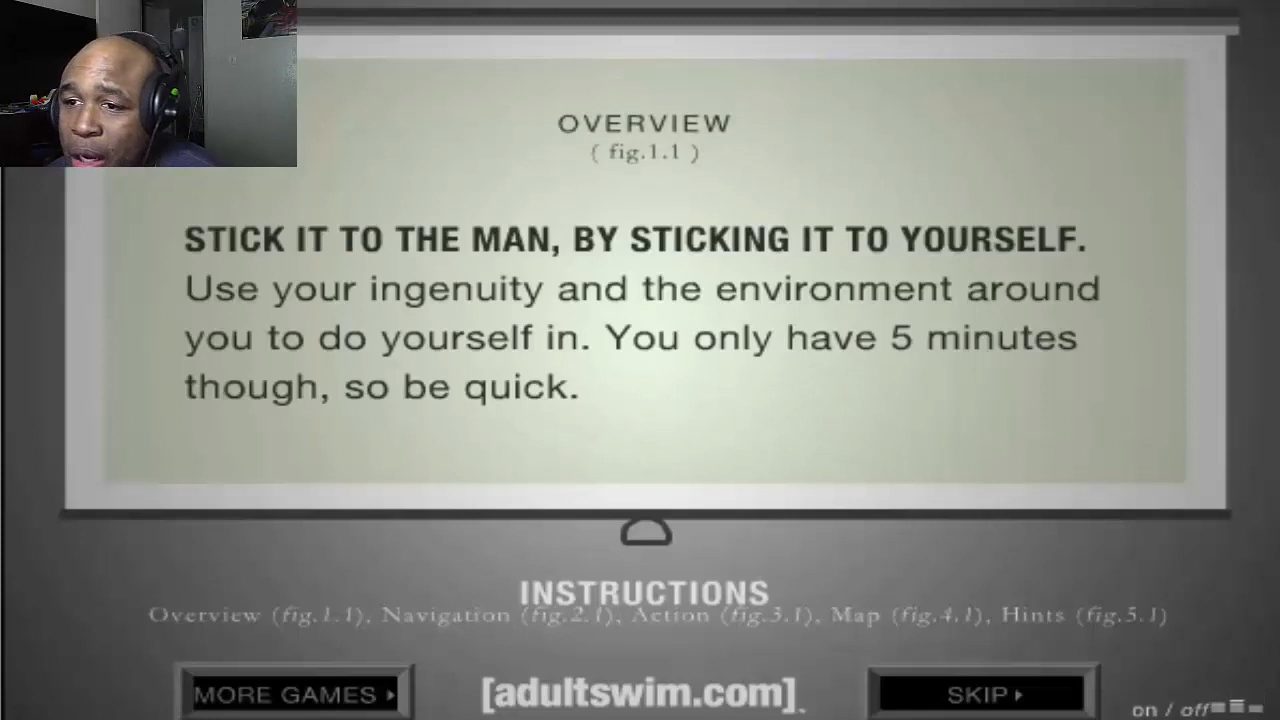 OVERVIEW
( fig.1.1 )
STICK IT TO THE MAN, BY STICKING IT TO YOURSELF.
Use your ingenuity and the environment around
you to do yourself in. You only have 5 minutes
though, so be quick.
INSTRUCTIONS
Overview (fig.1.1), Navigation (fig.2.1), Action (fig.3.1), Map (fig.4.1), Hints (fig.5.1)
MORE GAMES
[adultswim.com]
SKIP
on / off